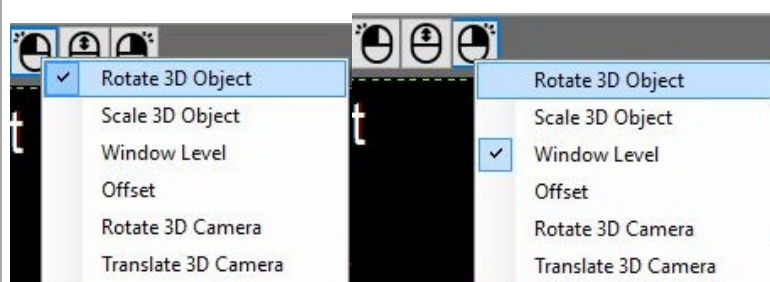 Rotate 3D Object
Scale 3D Object
Window Level
Offset
Rotate 3D Camera
Translate 3D Camera
t
Rotate 3D Object
Scale 3D Object
Window Level
Offset
Rotate 3D Camera
Translate 3D Camera
t